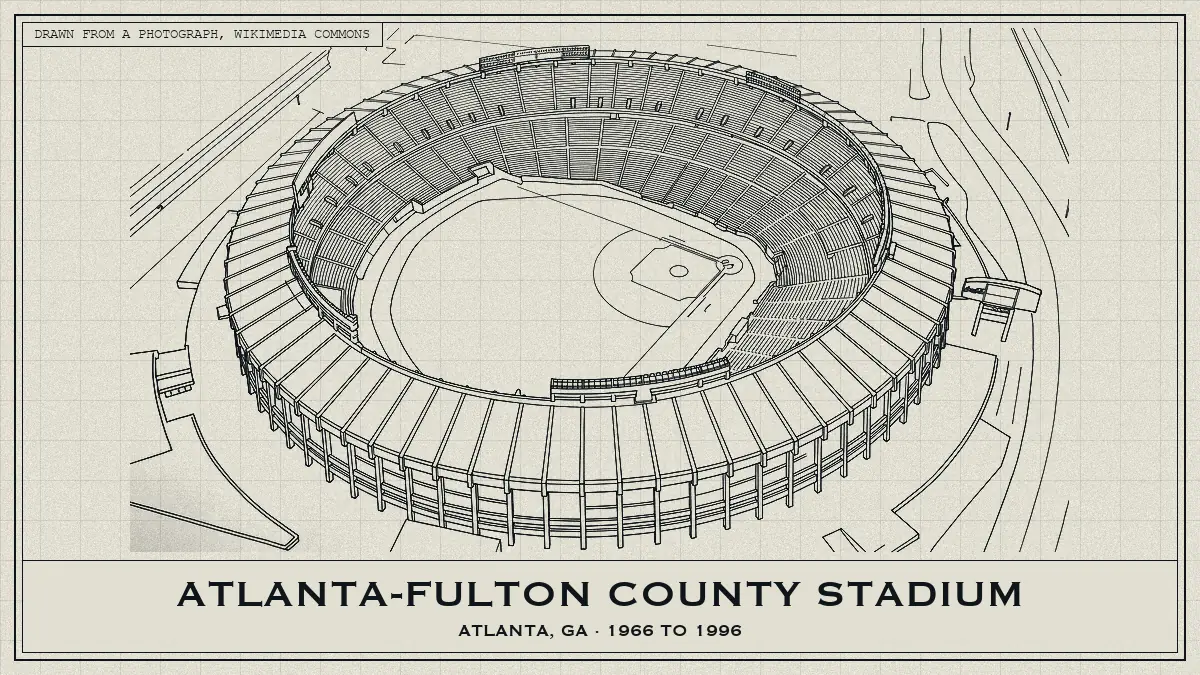 DRAWN FROM A PHOTOGRAPH, WIKIMEDIA COMMONS
ATLANTA-FULTON COUNTY STADIUM
ATLANTA, GA · 1966 TO 1996